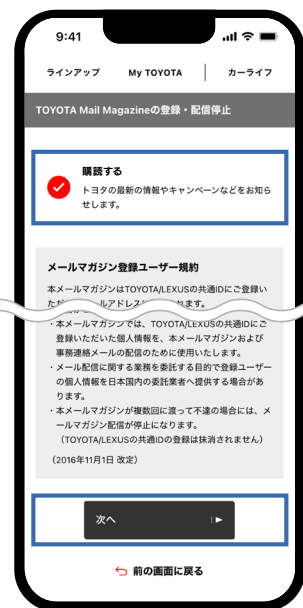 9:41
ラインアップ My TOYOTA カーライフ
TOYOTA Mail Magazineの登録・配信停止
購読する
トヨタの最新の情報やキャンペーンなどをお知ら
せします。
メールマガジン登録ユーザー規約
本メールマガジンはTOYOTA/LEXUSの共通IDにご登録い
・本メールマガジンでは、TOYOTA/LEXUSの共通IDにご
登録いただいた個人情報を、本メールマガジンおよび
事務連絡メールの配信のために使用いたします。
・メール配信に関する業務を委託する目的で登録ユーザー
の個人情報を日本国内の委託業者へ提供する場合があ
ります。
・本メールマガジンが複数回に渡って不達の場合には、メ
ールマガジン配信が停止になります。
（TOYOTA/LEXUSの共通IDの登録は抹消されません）
（2016年11月1日 改定）
次へ
前の画面に戻る